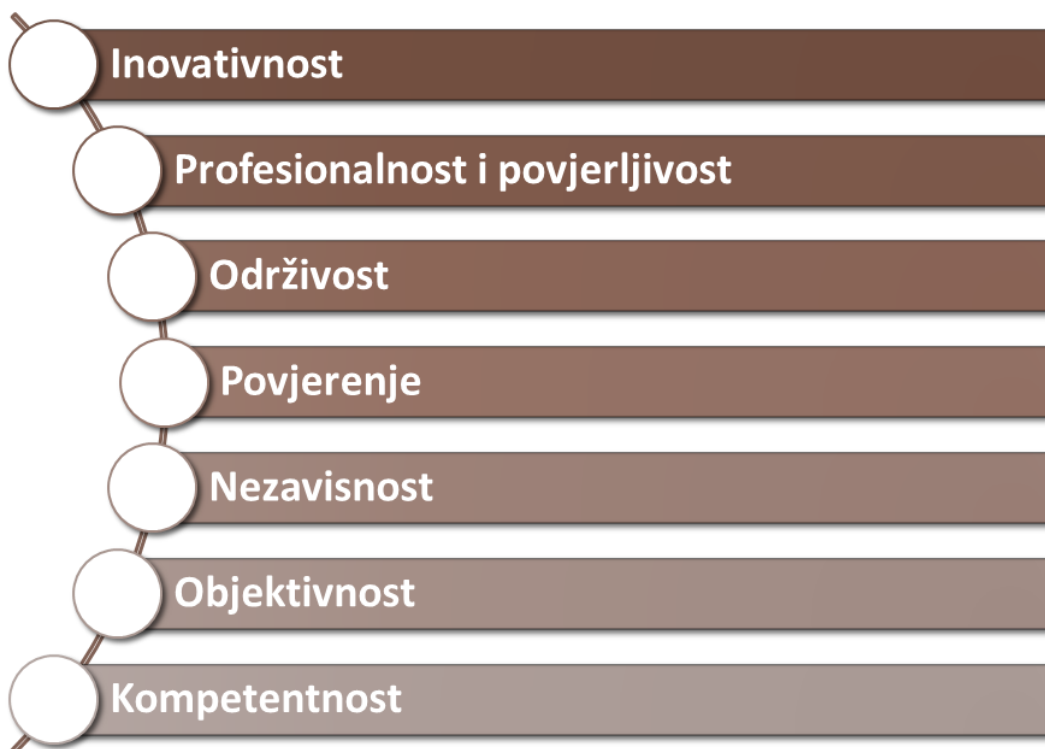 Inovativnost
Profesionalnost i povjerljivost
Održivost
Povjerenje
Nezavisnost
Objektivnost
Kompetentnost